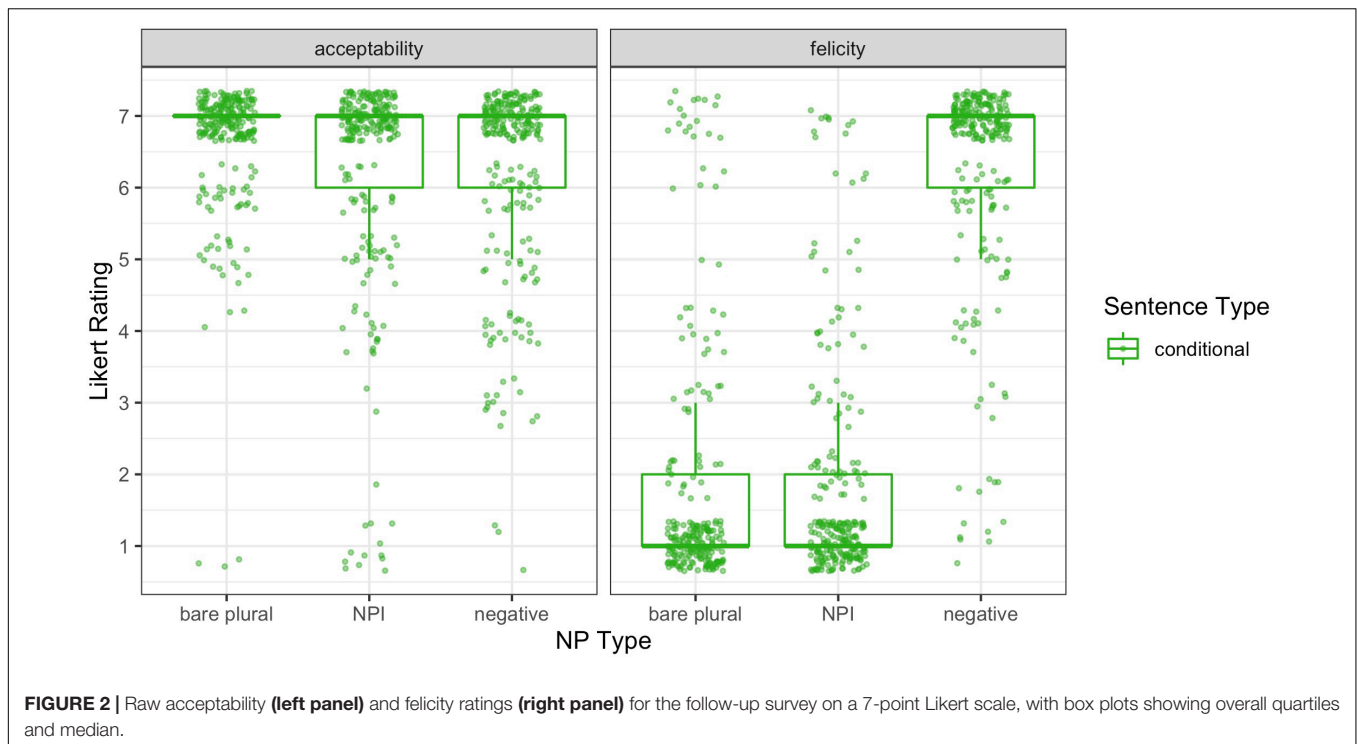 acceptability
felicity
7
6
5
4
3
2
1
Likert Rating
bare plural
NPI
negative
bare plural
NPI
negative
NP Type
Sentence Type
conditional
FIGURE 2 | Raw acceptability (left panel) and felicity ratings (right panel) for the follow-up survey on a 7-point Likert scale, with box plots showing overall quartiles
and median.